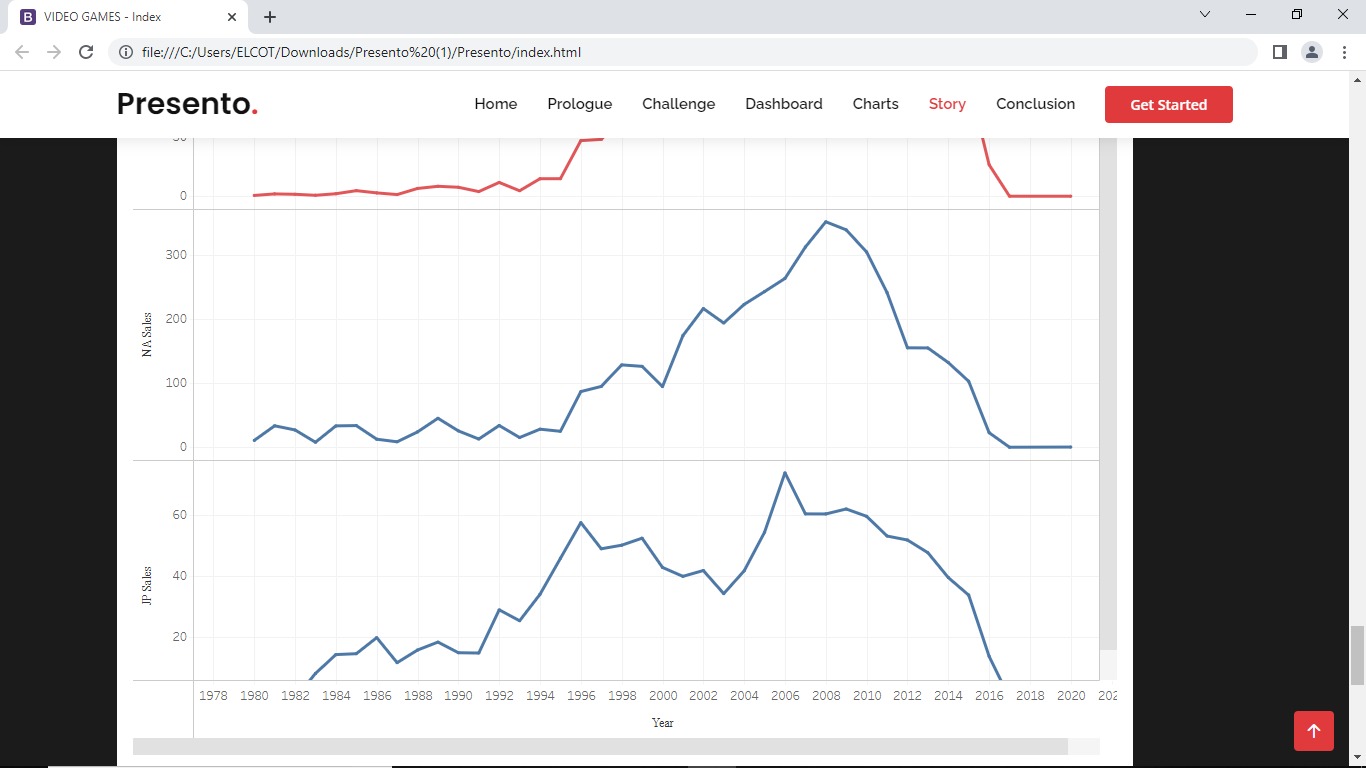 VIDEO GAMES - Index
file:///C:/Users/ELCOT/Downloads/Presento%20(1)/Presento/index.html
Presento.
Home Prologue Challenge Dashboard Charts Story Conclusion Get Started
0
300
200
100
0
NA Sales
60
40
20
JP Sales
1978 1980 1982 1984 1986 1988 1990 1992 1994 1996 1998 2000 2002 2004 2006 2008 2010 2012 2014 2016 2018 2020 202
Year